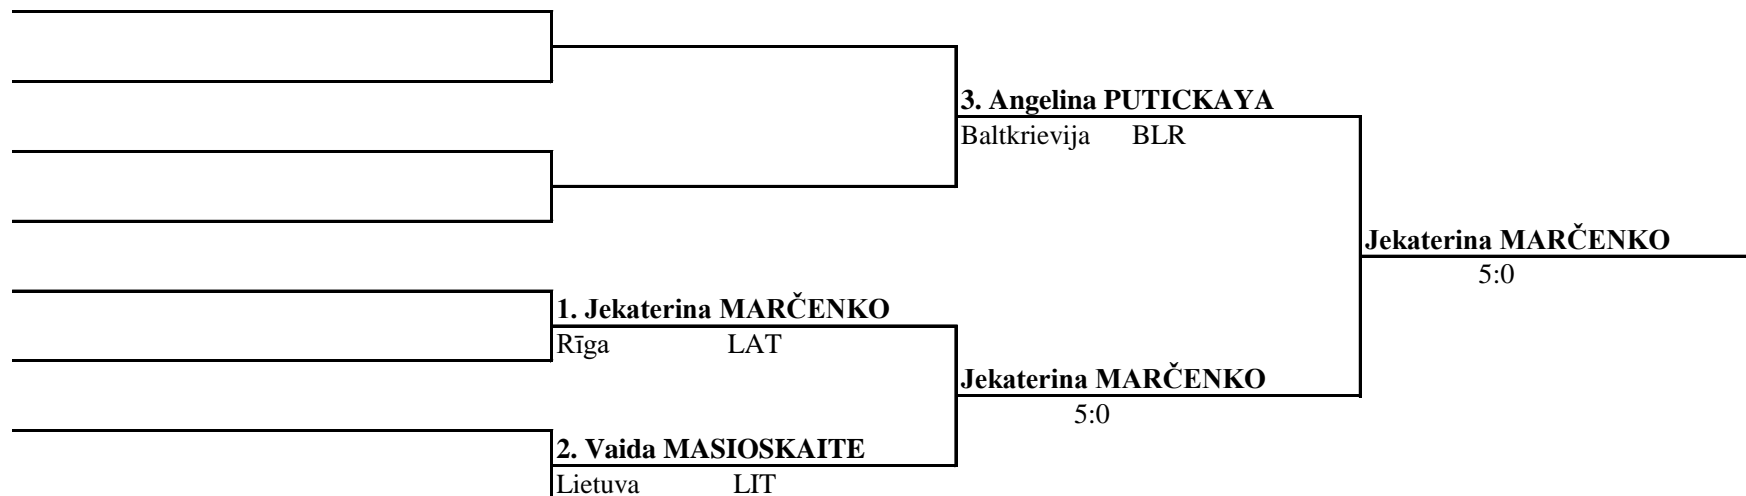 3. Angelina PUTICKAYA
Baltkrievija BLR
Jekaterina MARČENKO
5:0
1. Jekaterina MARČENKO
Rīga LAT
Jekaterina MARČENKO
5:0
2. Vaida MASIOSKAITE
Lietuva LIT